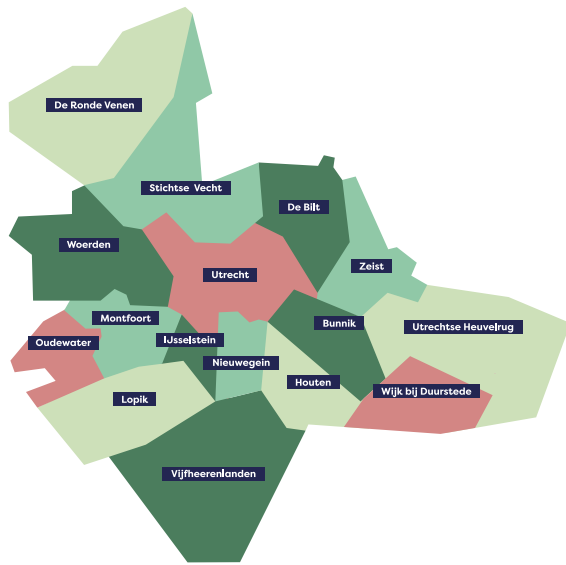 De Ronde Venen
Stichtse Vecht
De Bilt
Woerden
Zeist
Utrecht
Montfoort
Bunnik
Utrechtse Heuvelrug
Oudewater
IJsselstein
Nieuwegein
Houten
Wijk bij Duurstede
Lopik
Vijfheerenlanden